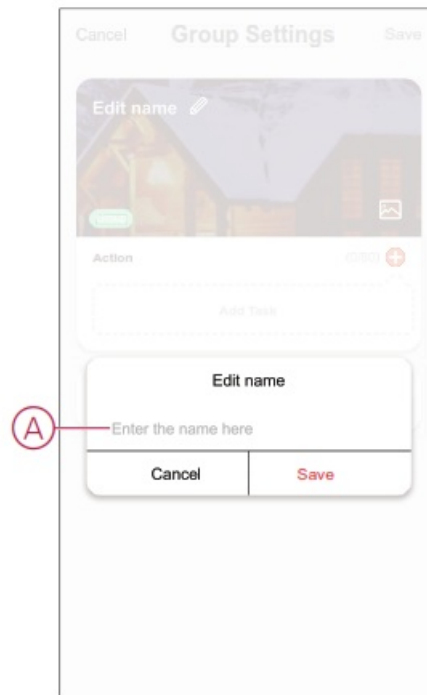 Cancel Group Settings Save
Edit name
Action
Add Task
Edit name
A
Enter the name here
Cancel Save